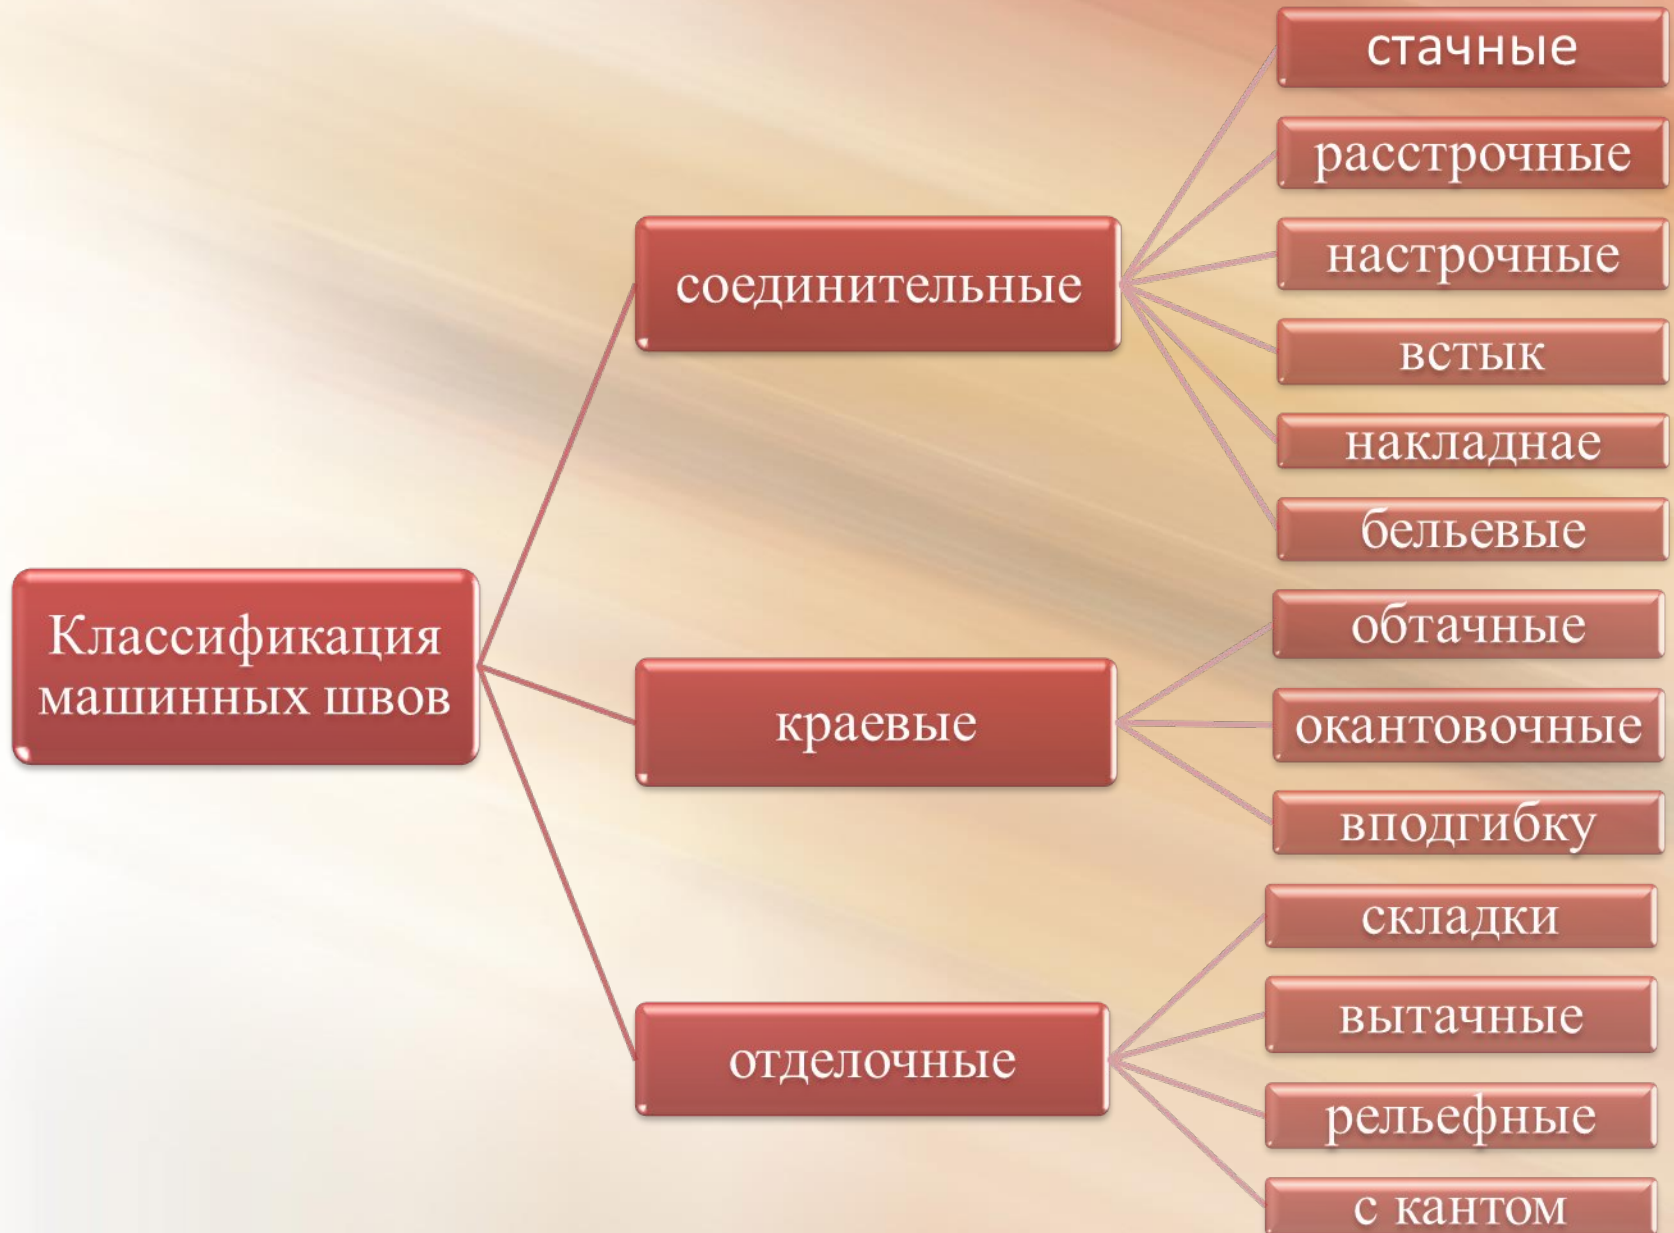 Классификация
машинных швов
соединительные
стачные
расстрочные
настрочные
встык
накладнае
бельевые
краевые
обтачные
окантовочные
вподгибку
отделочные
складки
вытачные
рельефные
с кантом